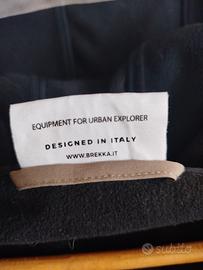 EQUIPMENT FOR URBAN EXPLORER
DESIGNED IN ITALY
WWW.BREKKA.IT
subito